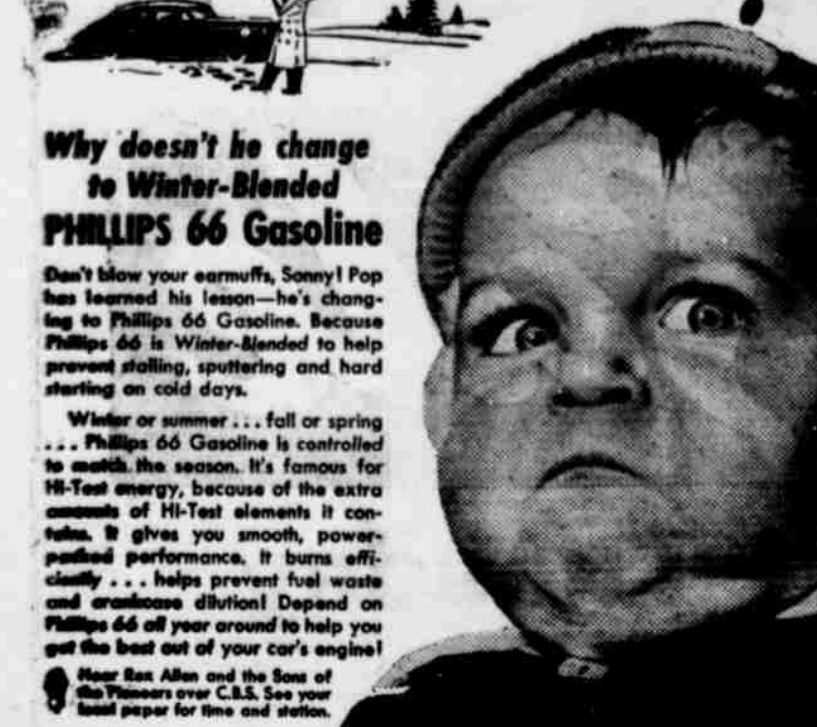 Why doesn't he change
to Winter-Blended
PHILLIPS 66 Gasoline
Don't blow your earmuffs, Sonny! Pop
has learned his lesson—he's chang-
ing to Phillips 66 Gasoline. Because
Phillips 66 is Winter-Blended to help
prevent stalling, sputtering and hard
starting on cold days.
Winter or summer . . . fall or spring
. . . Phillips 66 Gasoline is controlled
to match the season. It's famous for
Hi-Test energy, because of the extra
amounts of Hi-Test elements it con-
tains. It gives you smooth, power-
packed performance. It burns effi-
ciently . . . helps prevent fuel waste
and crankcase dilution! Depend on
Phillips 66 all year around to help you
get the best out of your car's engine!
Hear Rex Allen and the Sons of
the Pioneers over C.B.S. See your
local paper for time and station.